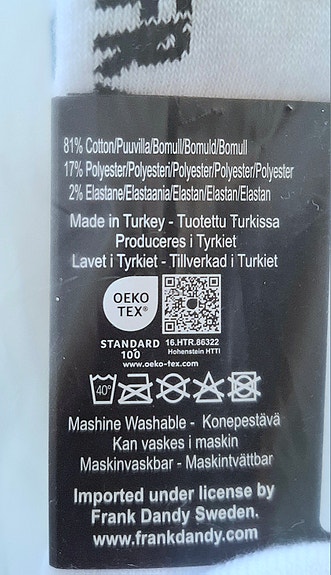 81% Cotton/Puuvilla/Bomull/Bomuld/Bomull
17% Polyester/Polyesteri/Polyester/Polyester/Polyester
2% Elastane/Elastaania/Elastan/Elastan/Elastan
Made in Turkey - Tuotettu Turkissa
Produceres i Tyrkiet
Lavet i Tyrkiet - Tillverkad i Turkiet
OEKO
TEX®
STANDARD 16.HTR.86322
100 Hohenstein HTTI
www.oeko-tex.com
40°
Mashine Washable - Konepestävä
Kan vaskes i maskin
Maskinvaskbar - Maskintvättbar
Imported under license by
Frank Dandy Sweden.
www.frankdandy.com